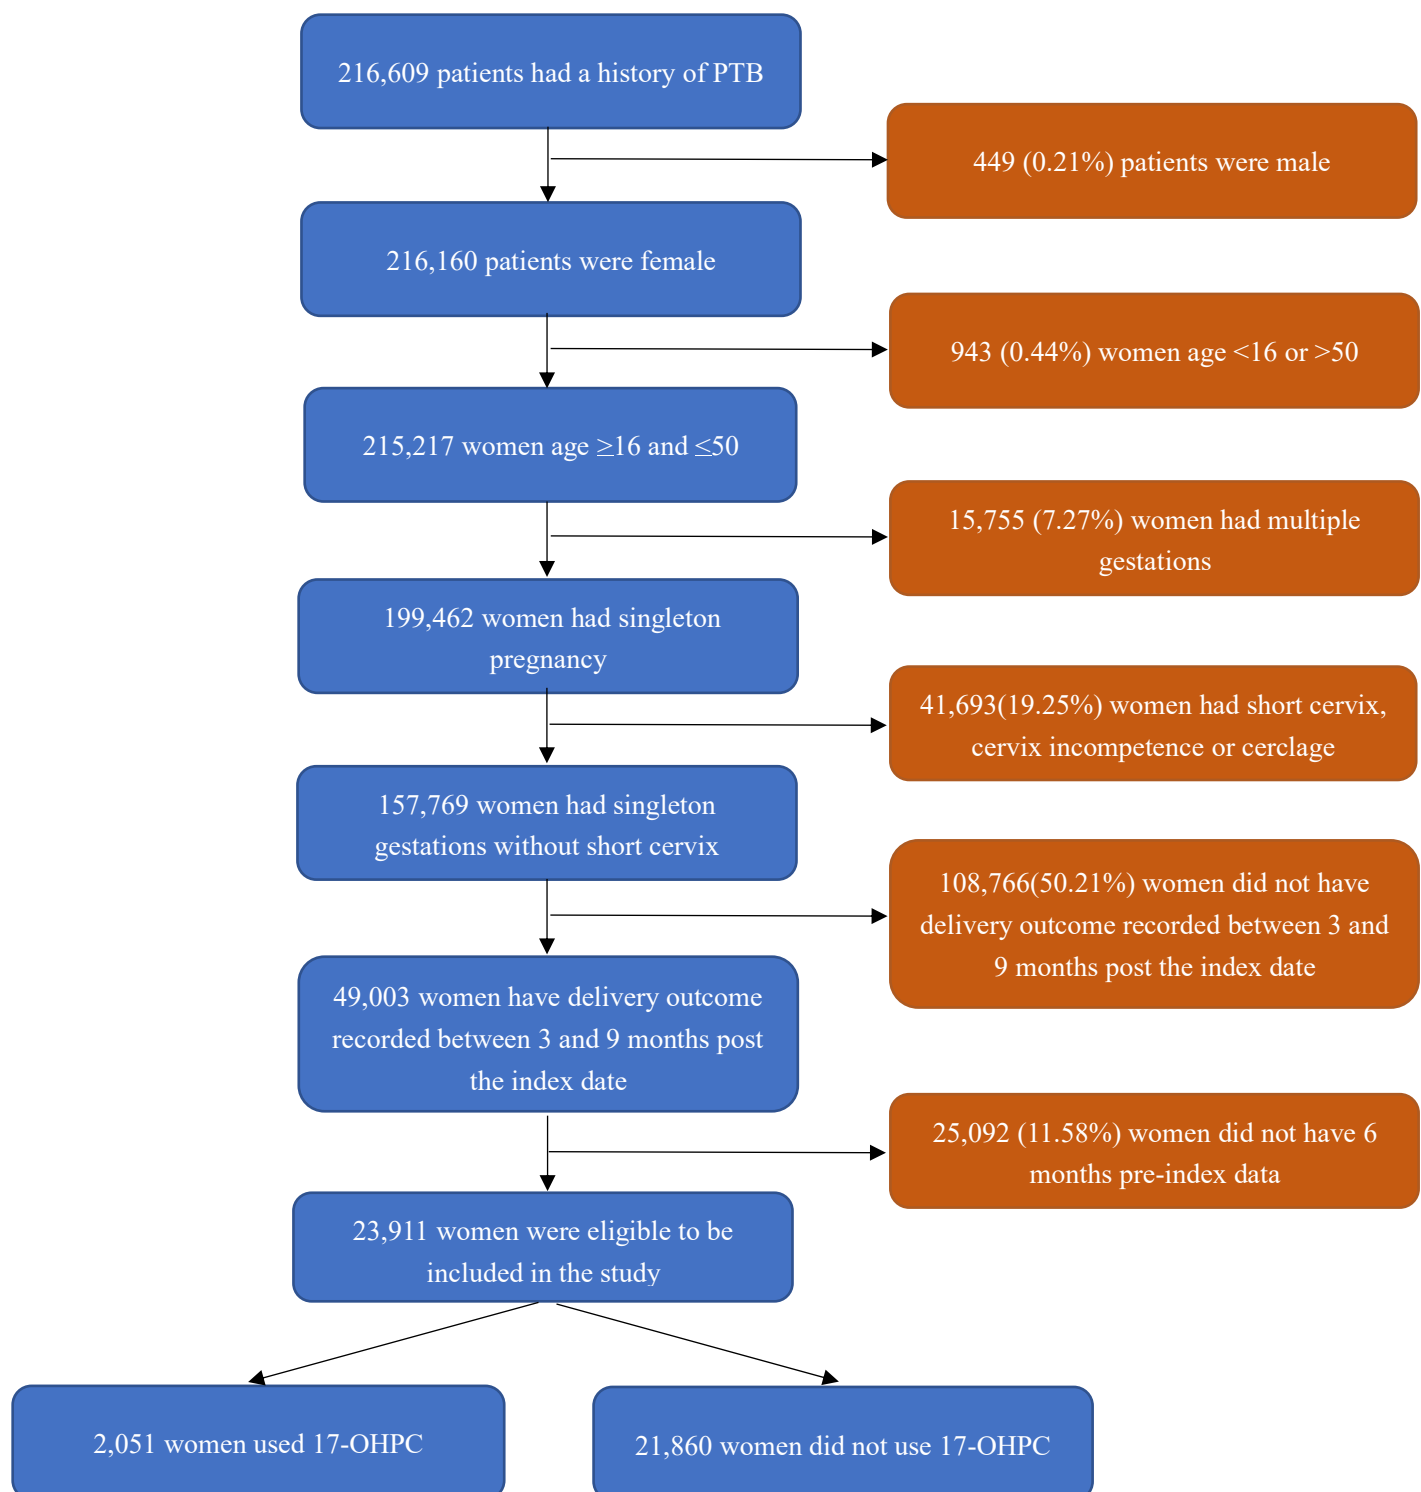 216,609 patients had a history of PTB
449 (0.21%) patients were male
216,160 patients were female
943 (0.44%) women age <16 or >50
215,217 women age ≥16 and ≤50
15,755 (7.27%) women had multiple
gestations
199,462 women had singleton
pregnancy
41,693(19.25%) women had short cervix,
cervix incompetence or cerclage
157,769 women had singleton
gestations without short cervix
108,766(50.21%) women did not have
delivery outcome recorded between 3 and
9 months post the index date
49,003 women have delivery outcome
recorded between 3 and 9 months post
the index date
25,092 (11.58%) women did not have 6
months pre-index data
23,911 women were eligible to be
included in the study
2,051 women used 17-OHPC
21,860 women did not use 17-OHPC